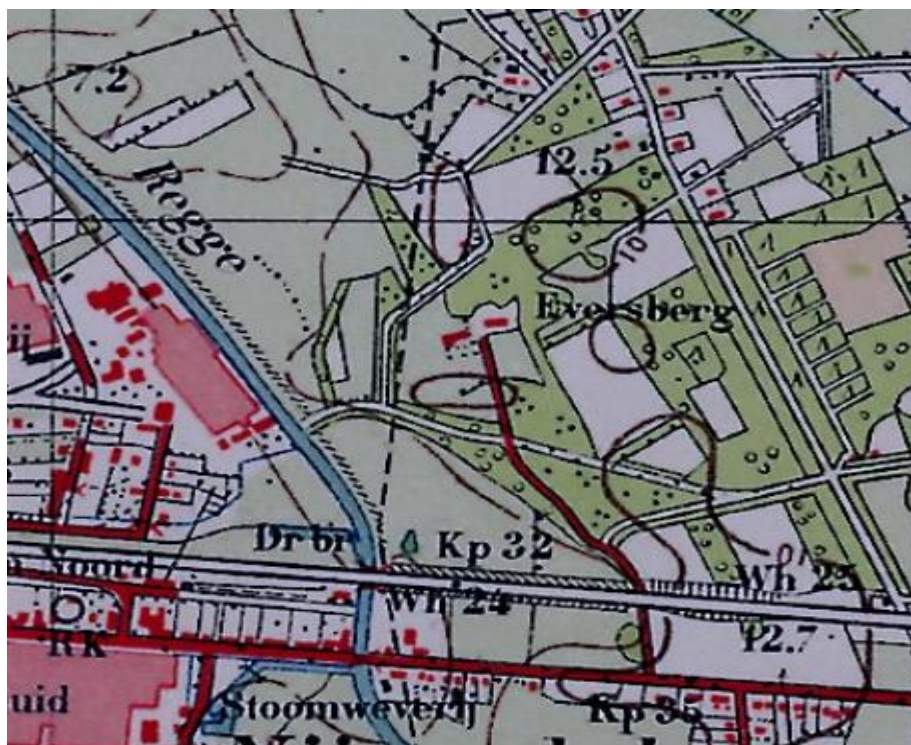 7.2
Regge
12.5
10
Eversberg
Dr br
Kp 32
Noord
Wh 24
Wh 25
10
RK
12.7
uid
Stoomweverij
Kp 35